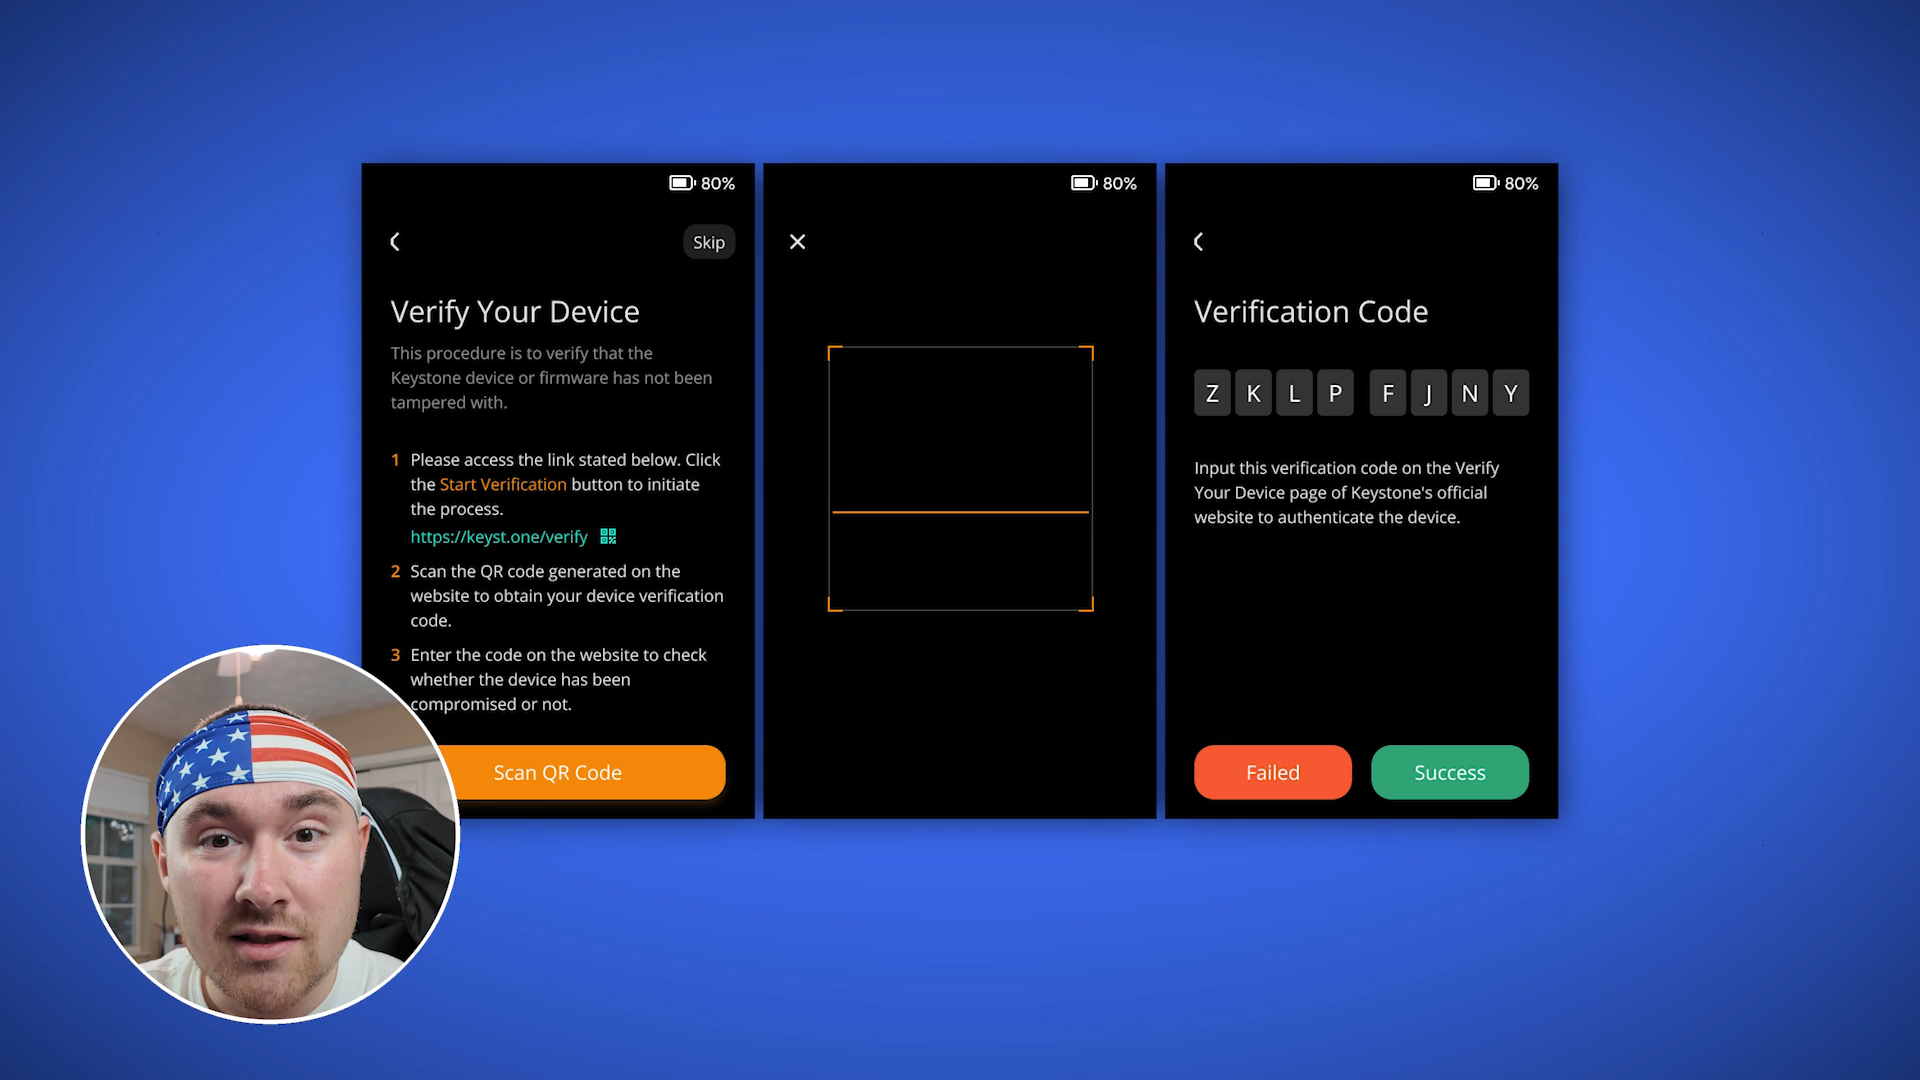 80%
Skip
Verify Your Device
This procedure is to verify that the
Keystone device or firmware has not been
tampered with.
1 Please access the link stated below. Click
the Start Verification button to initiate
the process.
https://keyst.one/verify
2 Scan the QR code generated on the
website to obtain your device verification
code.
3 Enter the code on the website to check
whether the device has been
compromised or not.
Scan QR Code
80%
80%
Verification Code
Z K L P F J N Y
Input this verification code on the Verify
Your Device page of Keystone's official
website to authenticate the device.
Failed
Success